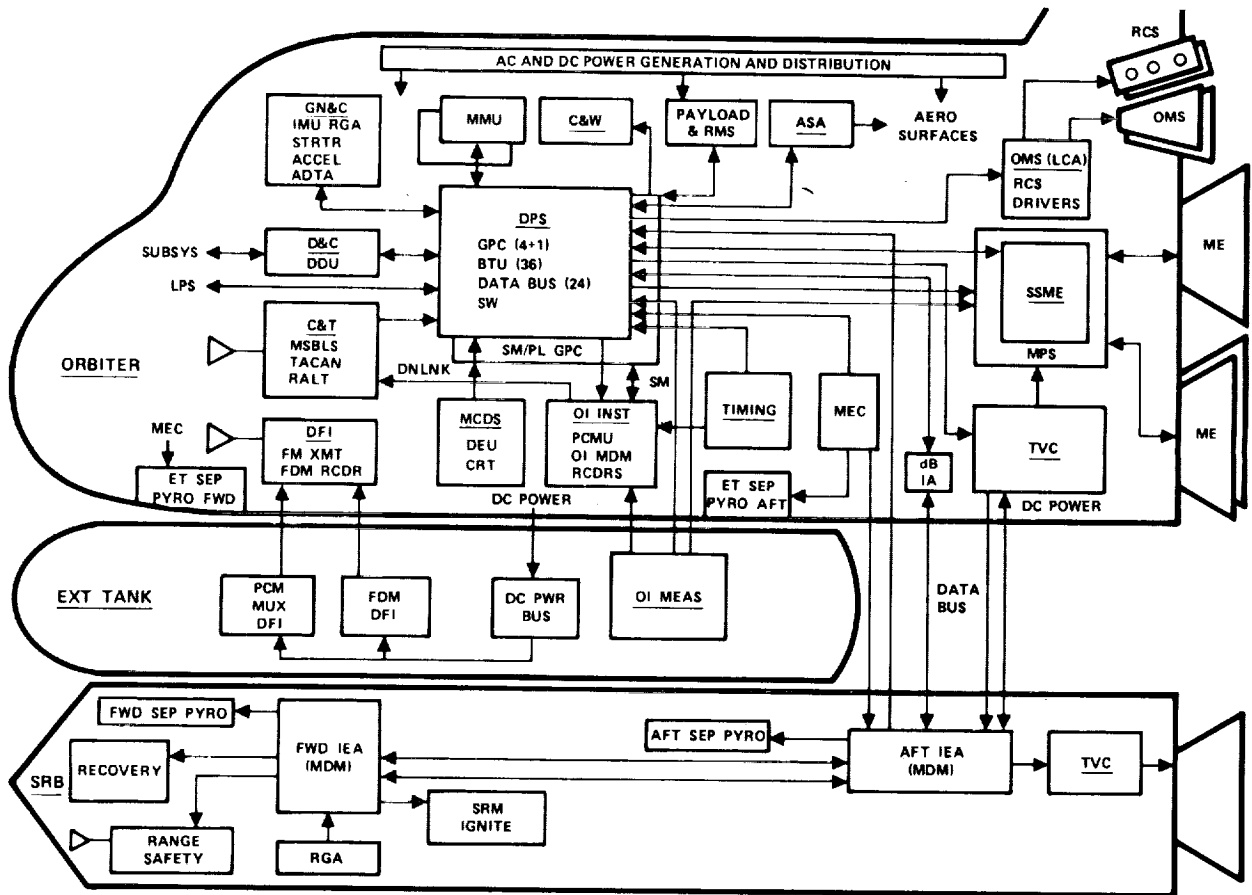 RCS
AC AND DC POWER GENERATION AND DISTRIBUTION
GN&C
IMU RGA
STRTR
ACCEL
ADTA
MMU
C&W
PAYLOAD
& RMS
ASA
AERO
SURFACES
OMS
OMS (LCA)
RCS
DRIVERS
DPS
GPC (4+1)
BTU (36)
DATA BUS (24)
SW
SUBSYS
D&C
DDU
LPS
SSME
MPS
ME
C&T
MSBLS
TACAN
RALT
SM/PL GPC
ORBITER
DNLNK
SM
MCDS
DEU
CRT
OI INST
PCMU
OI MDM
RCDRS
TIMING
MEC
TVC
ME
MEC
DFI
FM XMT
FDM RCDR
dB
IA
ET SEP
PYRO FWD
DC POWER
ET SEP
PYRO AFT
DC POWER
EXT TANK
PCM
MUX
DFI
FDM
DFI
DC PWR
BUS
OI MEAS
DATA
BUS
FWD SEP PYRO
FWD IEA
(MDM)
AFT SEP PYRO
AFT IEA
(MDM)
TVC
RECOVERY
SRB
SRM
IGNITE
RANGE
SAFETY
RGA